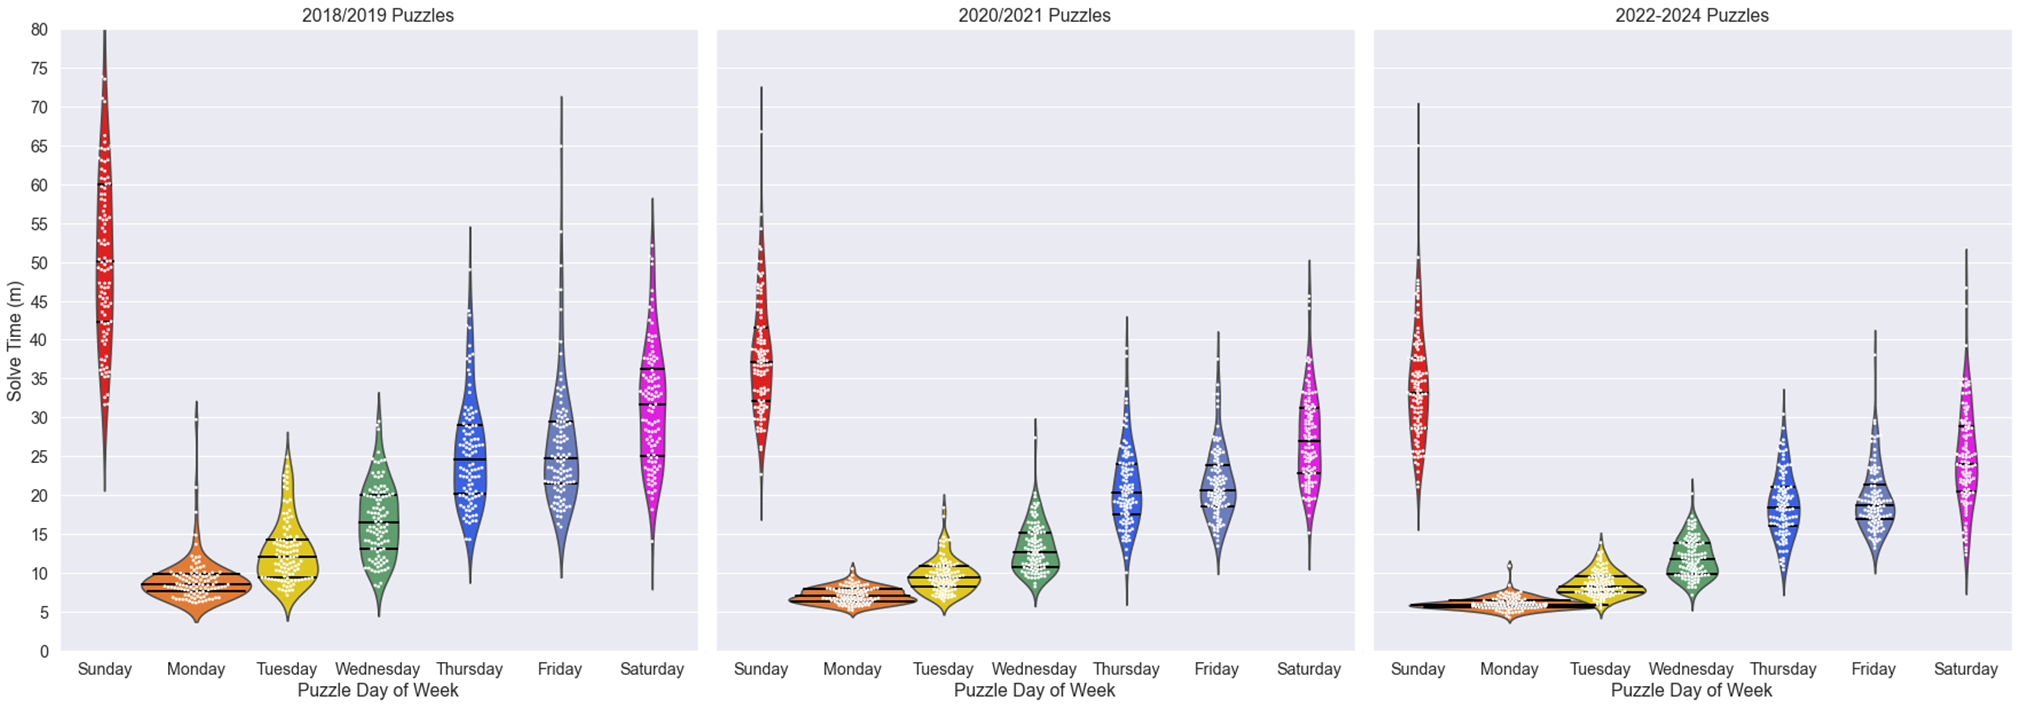 2018/2019 Puzzles
2020/2021 Puzzles
2022-2024 Puzzles
Solve Time (m)
80
75
70
65
60
55
50
45
40
35
30
25
20
15
10
5
0
Sunday Monday Tuesday Wednesday Thursday Friday Saturday
Puzzle Day of Week
Sunday Monday Tuesday Wednesday Thursday Friday Saturday
Puzzle Day of Week
Sunday Monday Tuesday Wednesday Thursday Friday Saturday
Puzzle Day of Week